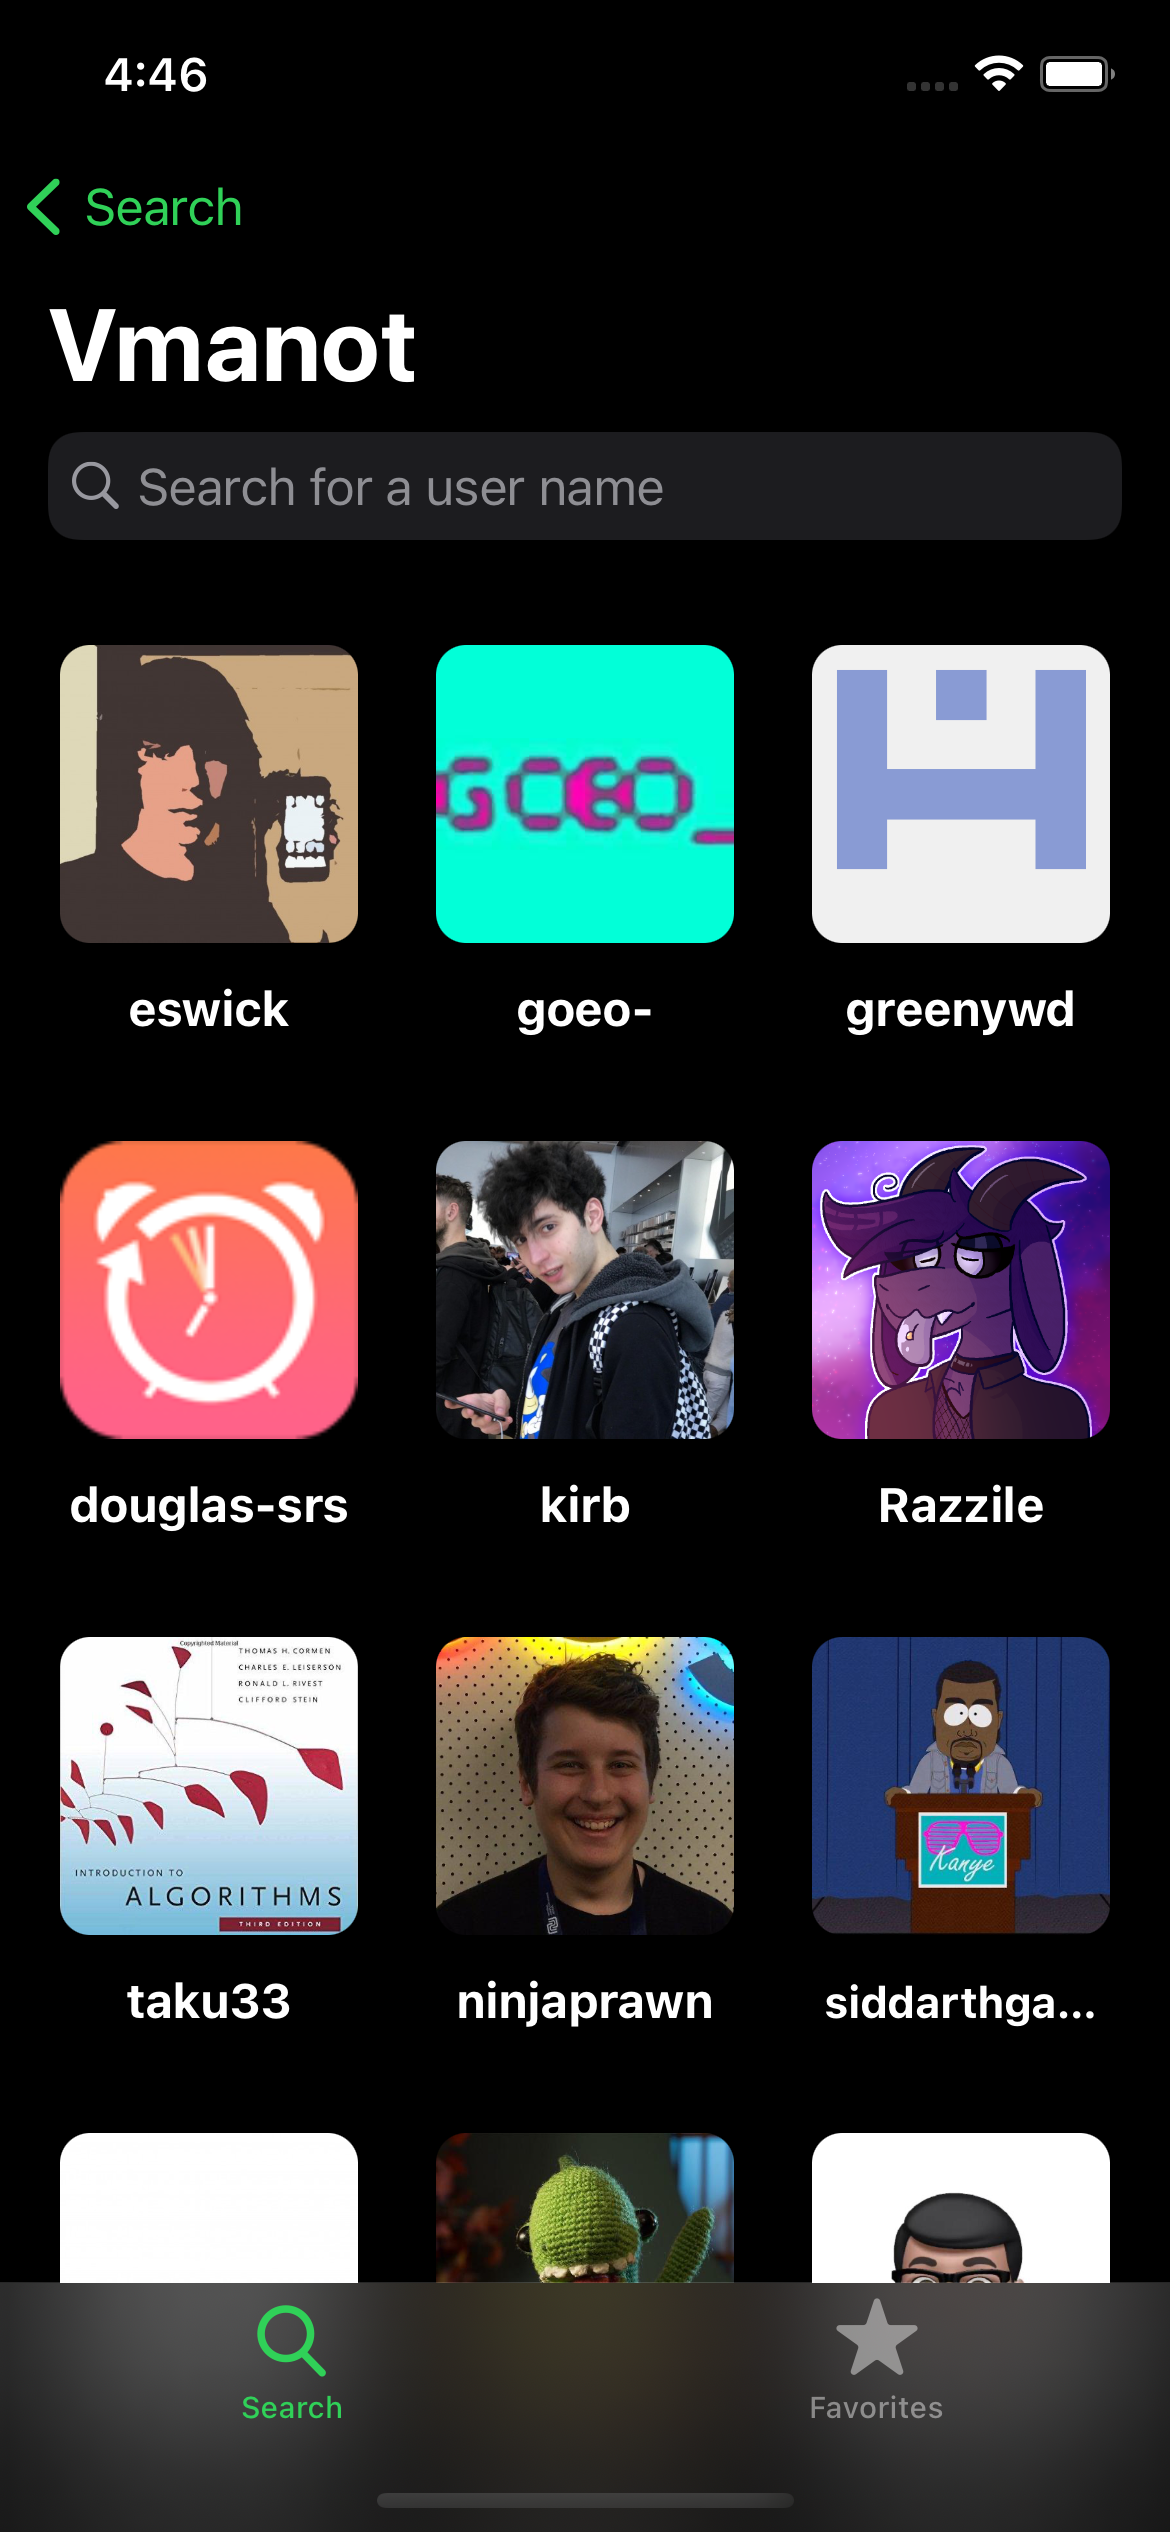 4:46
Search
Vmanot
Search for a user name
GOEO_
eswick
goeo-
greenywd
douglas-srs
kirb
Razzile
Copyrighted Material
THOMAS H. CORMEN
CHARLES E. LEISERSON
RONALD L. RIVEST
CLIFFORD STEIN
INTRODUCTION TO
ALGORITHMS
THIRD EDITION
Kanye
taku33
ninjaprawn
siddarthga...
Search
Favorites